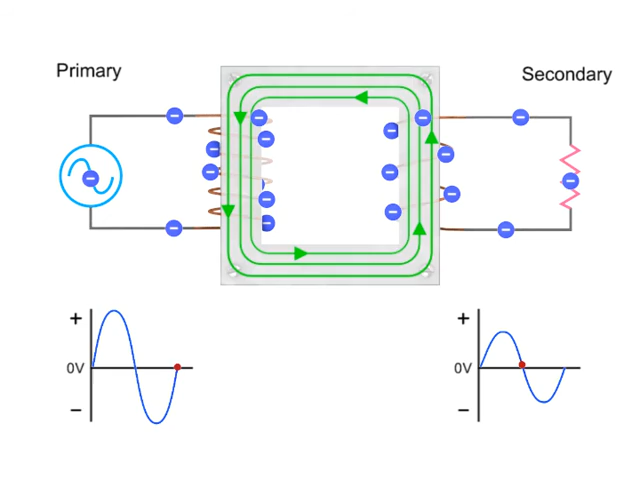 Primary
Secondary
+
0V
−
+
0V
−